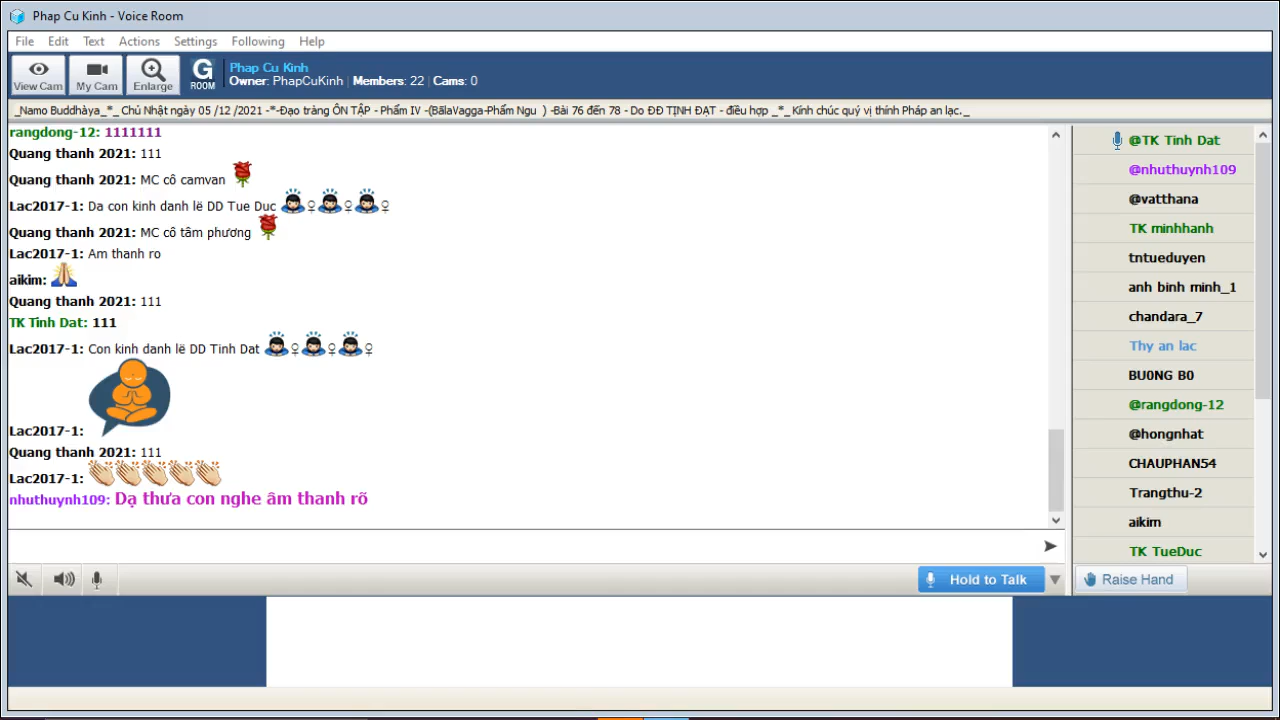 Phap Cu Kinh - Voice Room
File Edit Text Actions Settings Following Help
View Cam
My Cam
Enlarge
G
ROOM
Phap Cu Kinh
Owner: PhapCuKinh | Members: 22 | Cams: 0
_Namo Buddhàya_*_ Chủ Nhật ngày 05 /12 /2021 -*-Đạo tràng ÔN TẬP - Phẩm IV -(BãlaVagga-Phẩm Ngu ) -Bài 76 đến 78 - Do ĐĐ TỊNH ĐẠT - điều hợp _*_ Kính chúc quý vị thính Pháp an lạc._
rangdong-12: 1111111
Quang thanh 2021: 111
Quang thanh 2021: MC cô camvan
Lac2017-1: Da con kinh danh lẽ DD Tue Duc
Quang thanh 2021: MC cô tâm phương
Lac2017-1: Am thanh ro
aikim:
Quang thanh 2021: 111
TK Tinh Dat: 111
Lac2017-1: Con kinh danh lẽ DD Tinh Dat
Lac2017-1:
Quang thanh 2021: 111
Lac2017-1:
nhuthuynh109: Dạ thưa con nghe âm thanh rõ
@TK Tinh Dat
@nhuthuynh109
@vatthana
TK minhhanh
tntueduyen
anh binh minh_1
chandara_7
Thy an lac
BU0NG B0
@rangdong-12
@hongnhat
CHAUPHAN54
Trangthu-2
aikim
TK TueDuc
Hold to Talk
Raise Hand